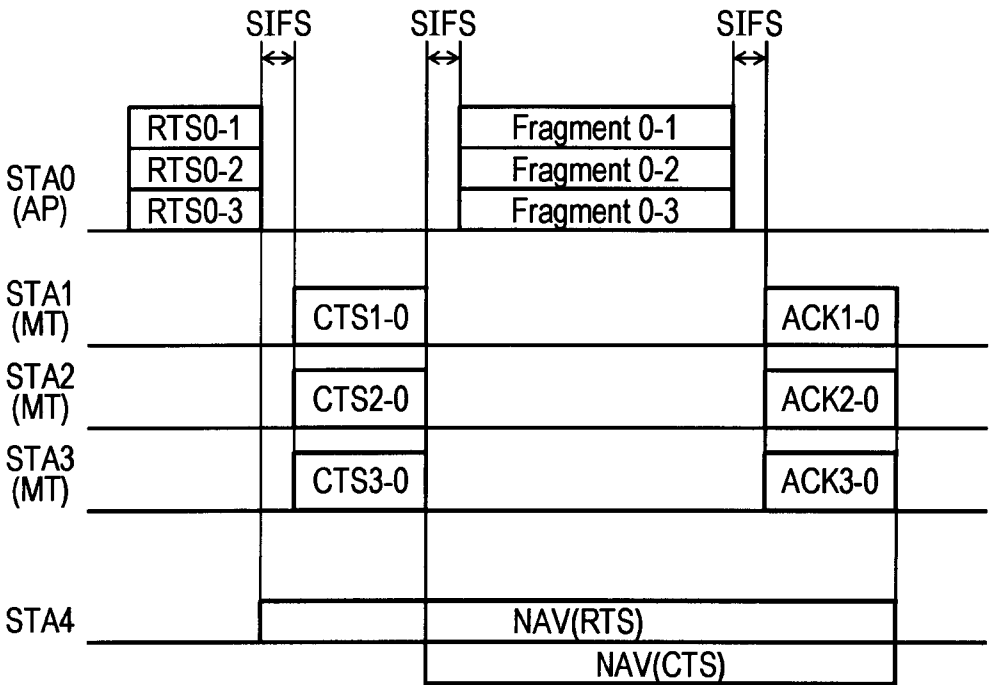 SIFS SIFS SIFS
RTS0-1 Fragment 0-1
RTS0-2 Fragment 0-2
RTS0-3 Fragment 0-3
STA0
(AP)
STA1
(MT)
CTS1-0 ACK1-0
STA2
(MT)
CTS2-0 ACK2-0
STA3
(MT)
CTS3-0 ACK3-0
STA4
NAV(RTS)
NAV(CTS)